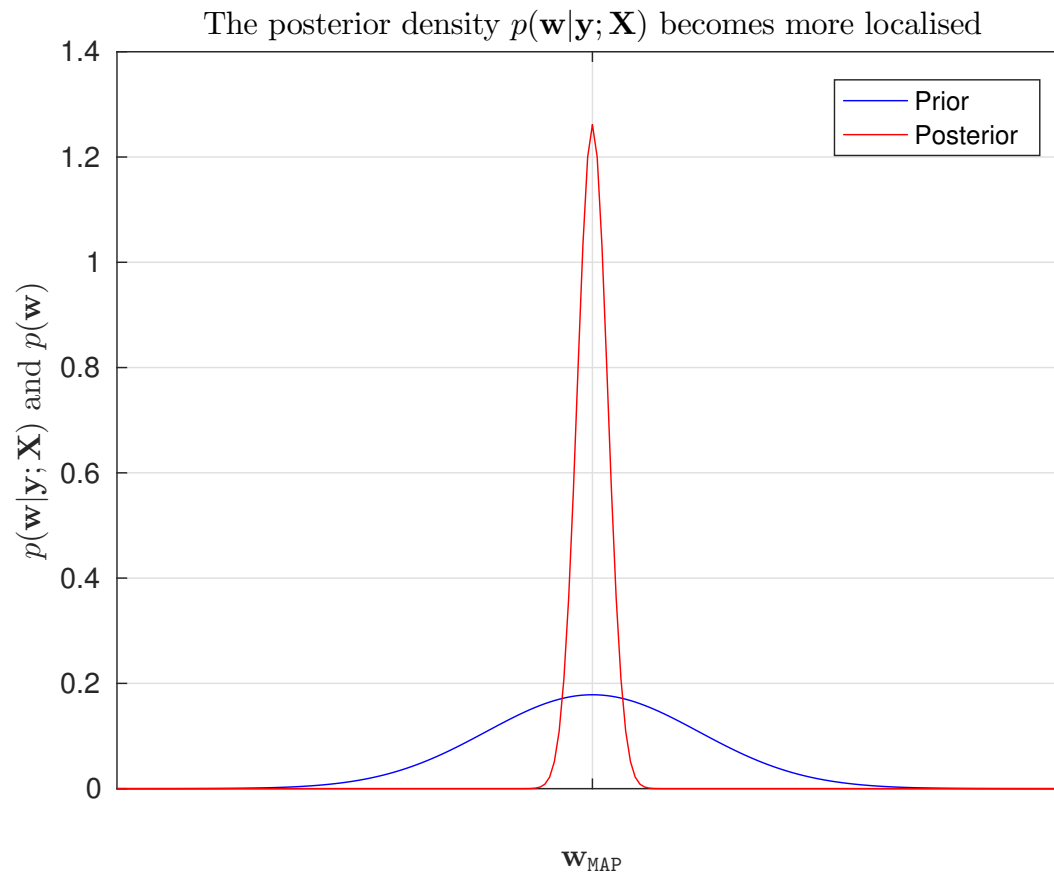 The posterior density p(w|y; X) becomes more localised
1.4
1.2
1
0.8
0.6
0.4
0.2
0
Prior
Posterior
p(w|y; X) and p(w)
w_MAP